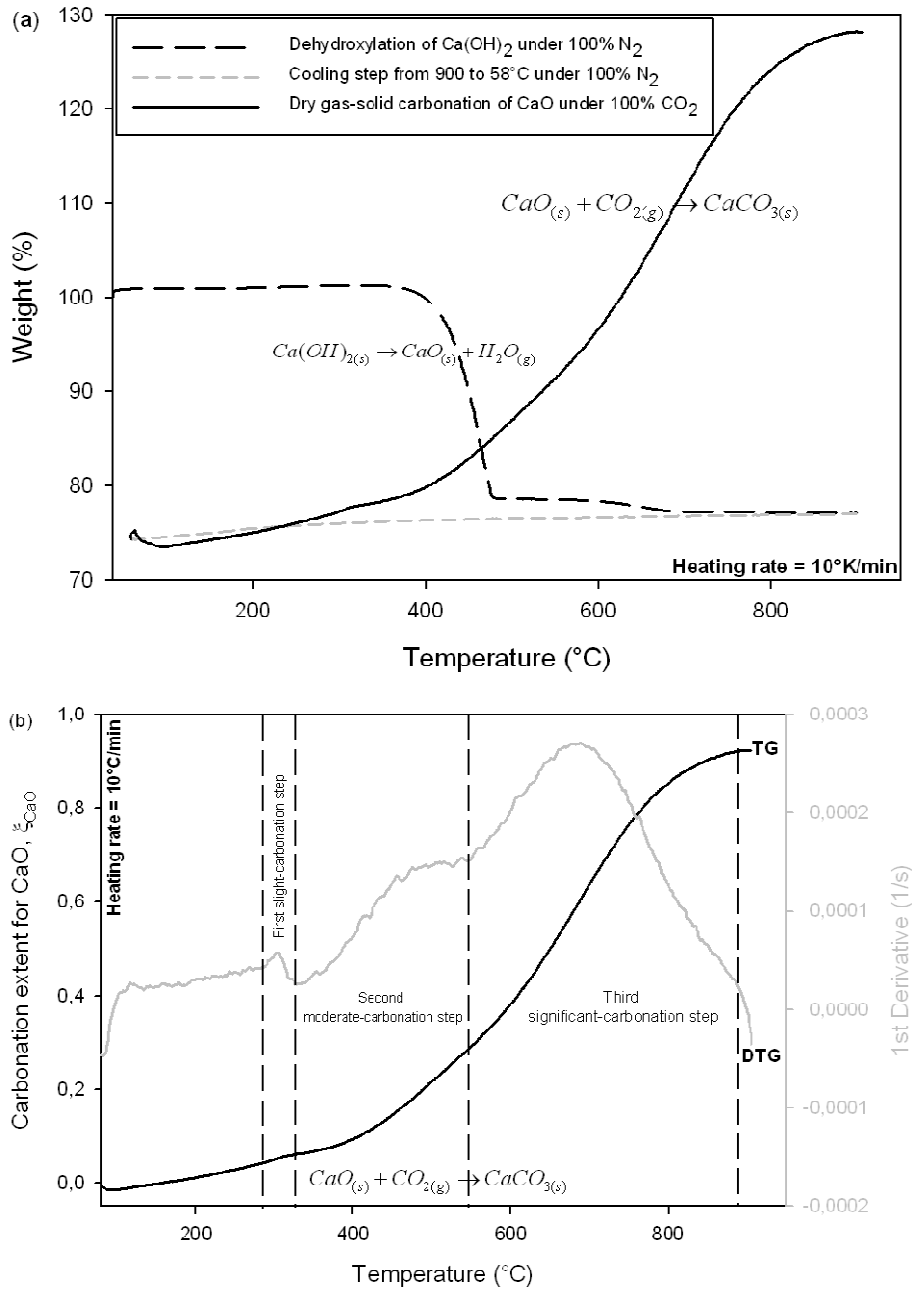 (a)
130
120
110
100
90
80
70
Weight (%)
Dehydroxylation of Ca(OH)2 under 100% N2
Cooling step from 900 to 58°C under 100% N2
Dry gas-solid carbonation of CaO under 100% CO2
CaO(s) + CO2(g) → CaCO3(s)
Ca(OH)2(s) → CaO(s) + H2O(g)
Heating rate = 10°K/min
200 400 600 800
Temperature (°C)
(b)
1,0
0,8
0,6
0,4
0,2
0,0
Carbonation extent for CaO, ξCaO
Heating rate = 10°C/min
First slight-carbonation step
Second
moderate-carbonation step
Third
significant-carbonation step
TG
DTG
CaO(s) + CO2(g) → CaCO3(s)
0,0003
0,0002
0,0001
0,0000
-0,0001
-0,0002
1st Derivative (1/s)
200 400 600 800
Temperature (°C)